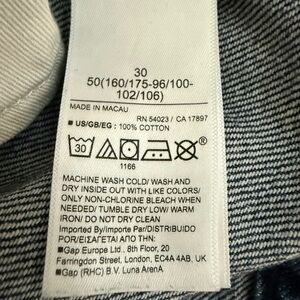 30
50(160/175-96/100-
102/106)
MADE IN MACAU
RN 54023 / CA 17897
■ US/GB/EG : 100% COTTON
30
1166
MACHINE WASH COLD/ WASH AND
DRY INSIDE OUT WITH LIKE COLORS/
ONLY NON-CHLORINE BLEACH WHEN
NEEDED/ TUMBLE DRY LOW/ WARM
IRON/ DO NOT DRY CLEAN
Imported By/Importe Par/DISTRIBUIDO
POR/ΕΙΣΑΓΕΤΑΙ ΑΠΟ ΤΗΝ
■Gap Europe Ltd., 8th Floor, 20
Farringdon Street, London, EC4A 4AB, UK
■Gap (RHC) B.V. Luna ArenA